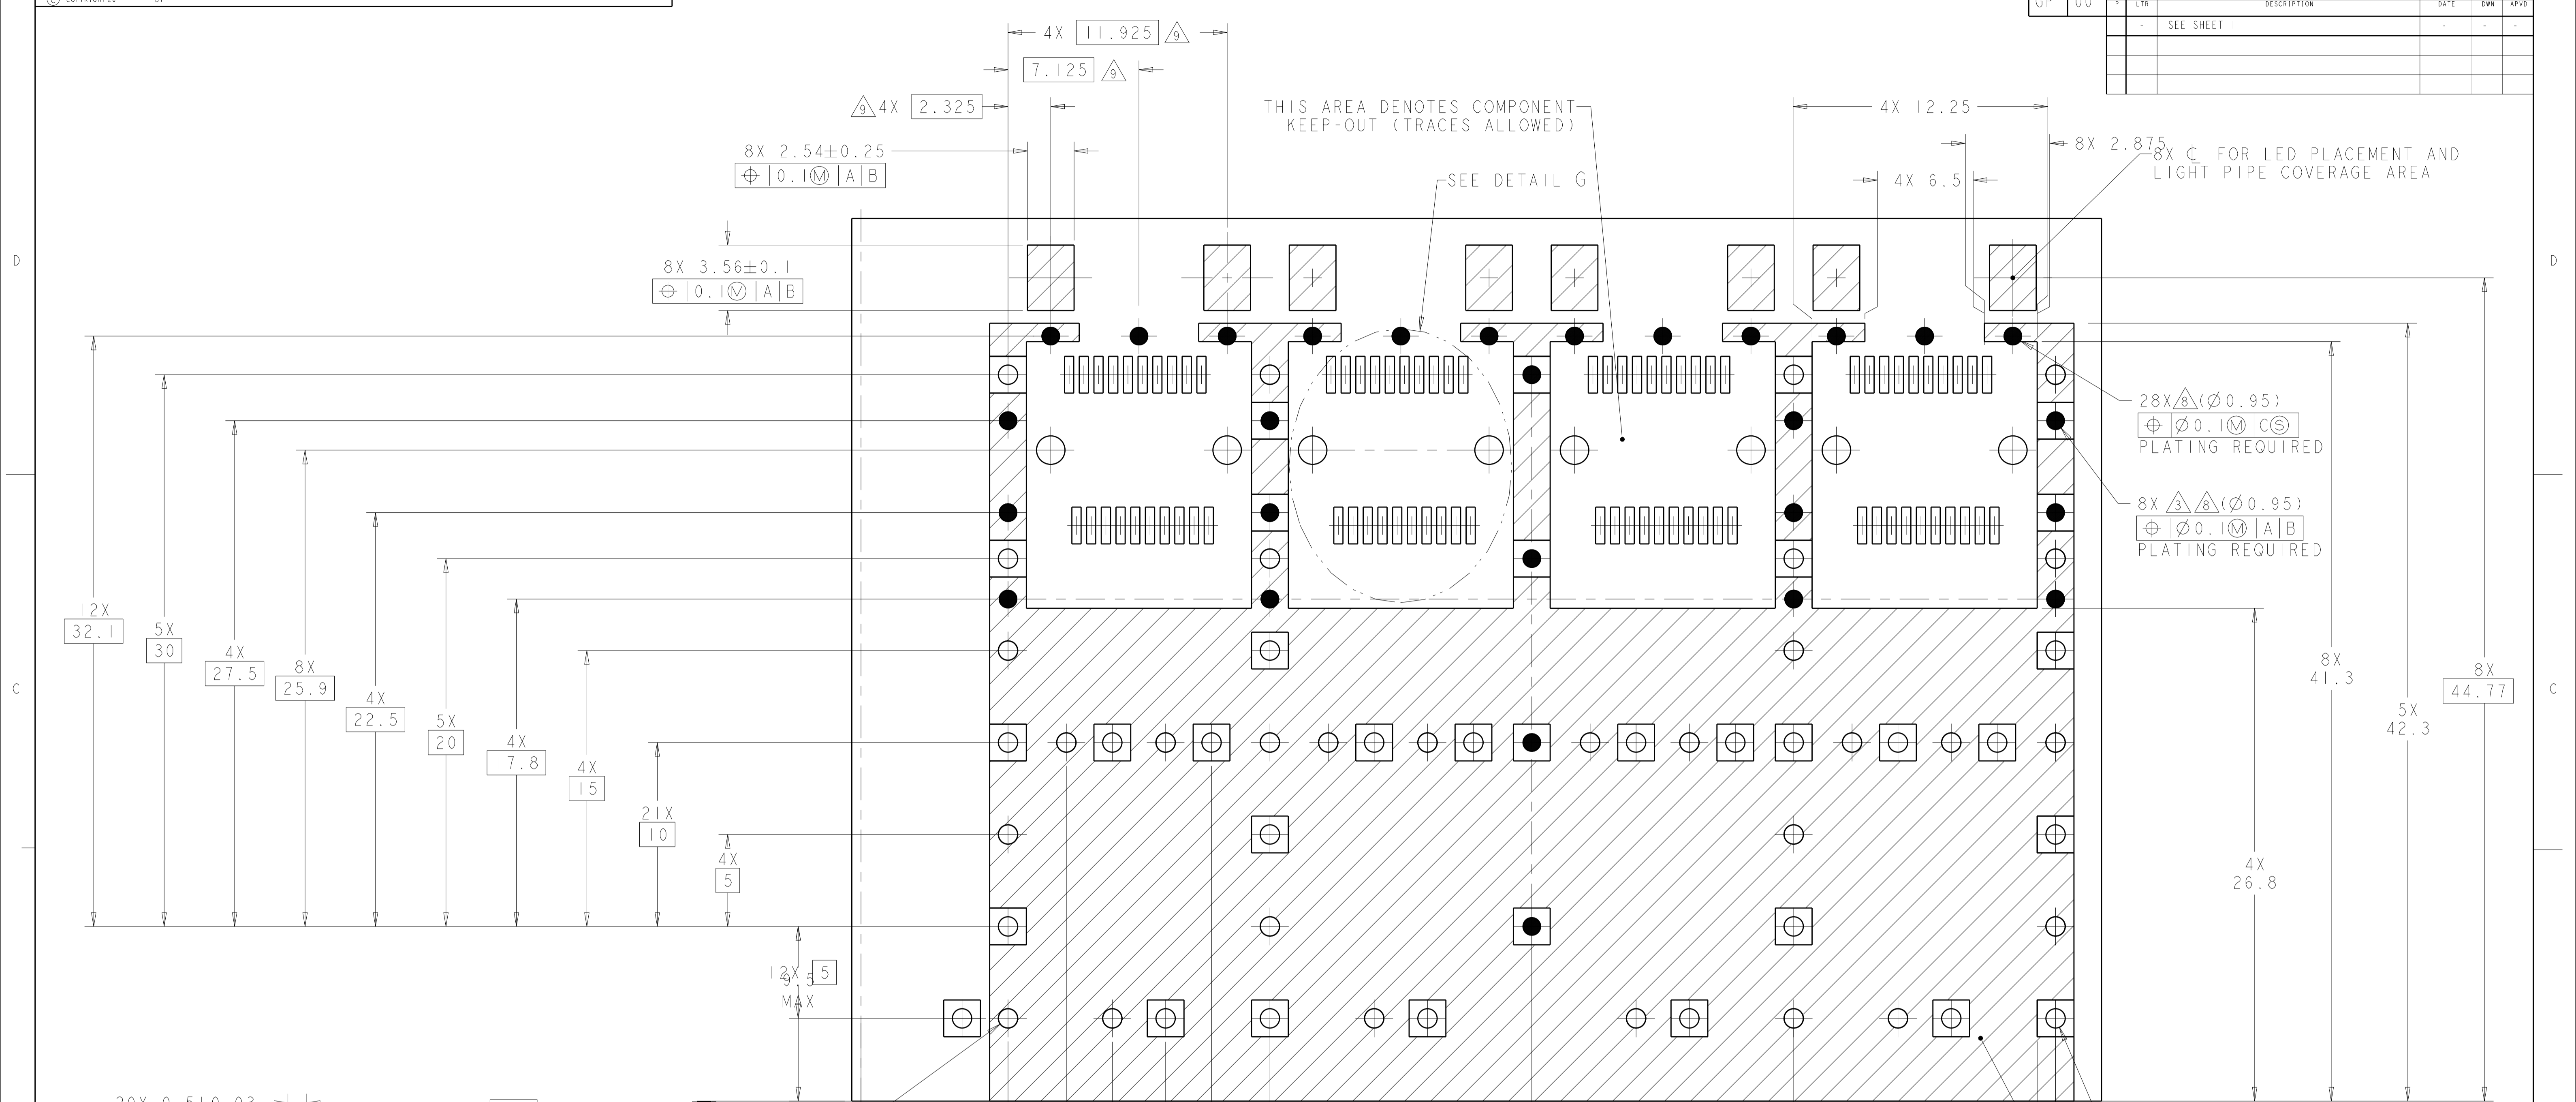 GP 00
P LTR DESCRIPTION DATE DWN APVD
- SEE SHEET 1 - - -
4X 11.925 9
7.125 9
9 4X 2.325
8X 2.54±0.25
⌖ 0.1Ⓜ A B
8X 3.56±0.1
⌖ 0.1Ⓜ A B
THIS AREA DENOTES COMPONENT
KEEP-OUT (TRACES ALLOWED)
SEE DETAIL G
4X 12.25
8X 2.875
4X 6.5
8X ℄ FOR LED PLACEMENT AND
LIGHT PIPE COVERAGE AREA
D
D
28X 8 (Ø0.95)
⌖ Ø0.1Ⓜ CⓈ
PLATING REQUIRED
8X 3 8 (Ø0.95)
⌖ Ø0.1Ⓜ A B
PLATING REQUIRED
12X
32.1
5X
30
4X
27.5
8X
25.9
4X
22.5
5X
20
4X
17.8
4X
15
21X
10
4X
5
12X 5
9.5
MAX
C
C
4X
26.8
8X
41.3
5X
42.3
8X
44.77